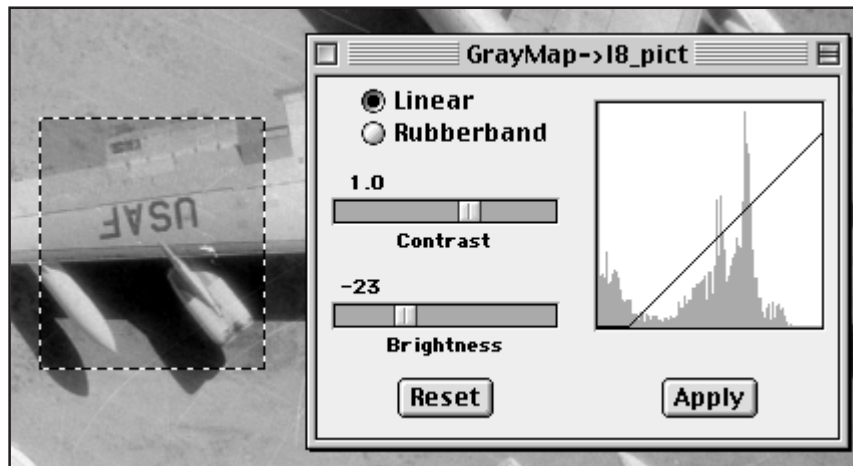 GrayMap->I8_pict
Linear
Rubberband
1.0
Contrast
-23
Brightness
Reset
Apply
USAF